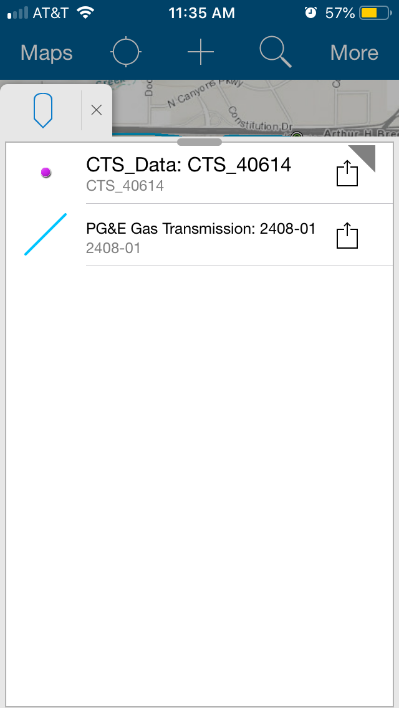 AT&T 11:35 AM 57%
Maps More
N Canyons Pkwy
Constitution Dr
Arthur H Bre
CTS_Data: CTS_40614
CTS_40614
PG&E Gas Transmission: 2408-01
2408-01